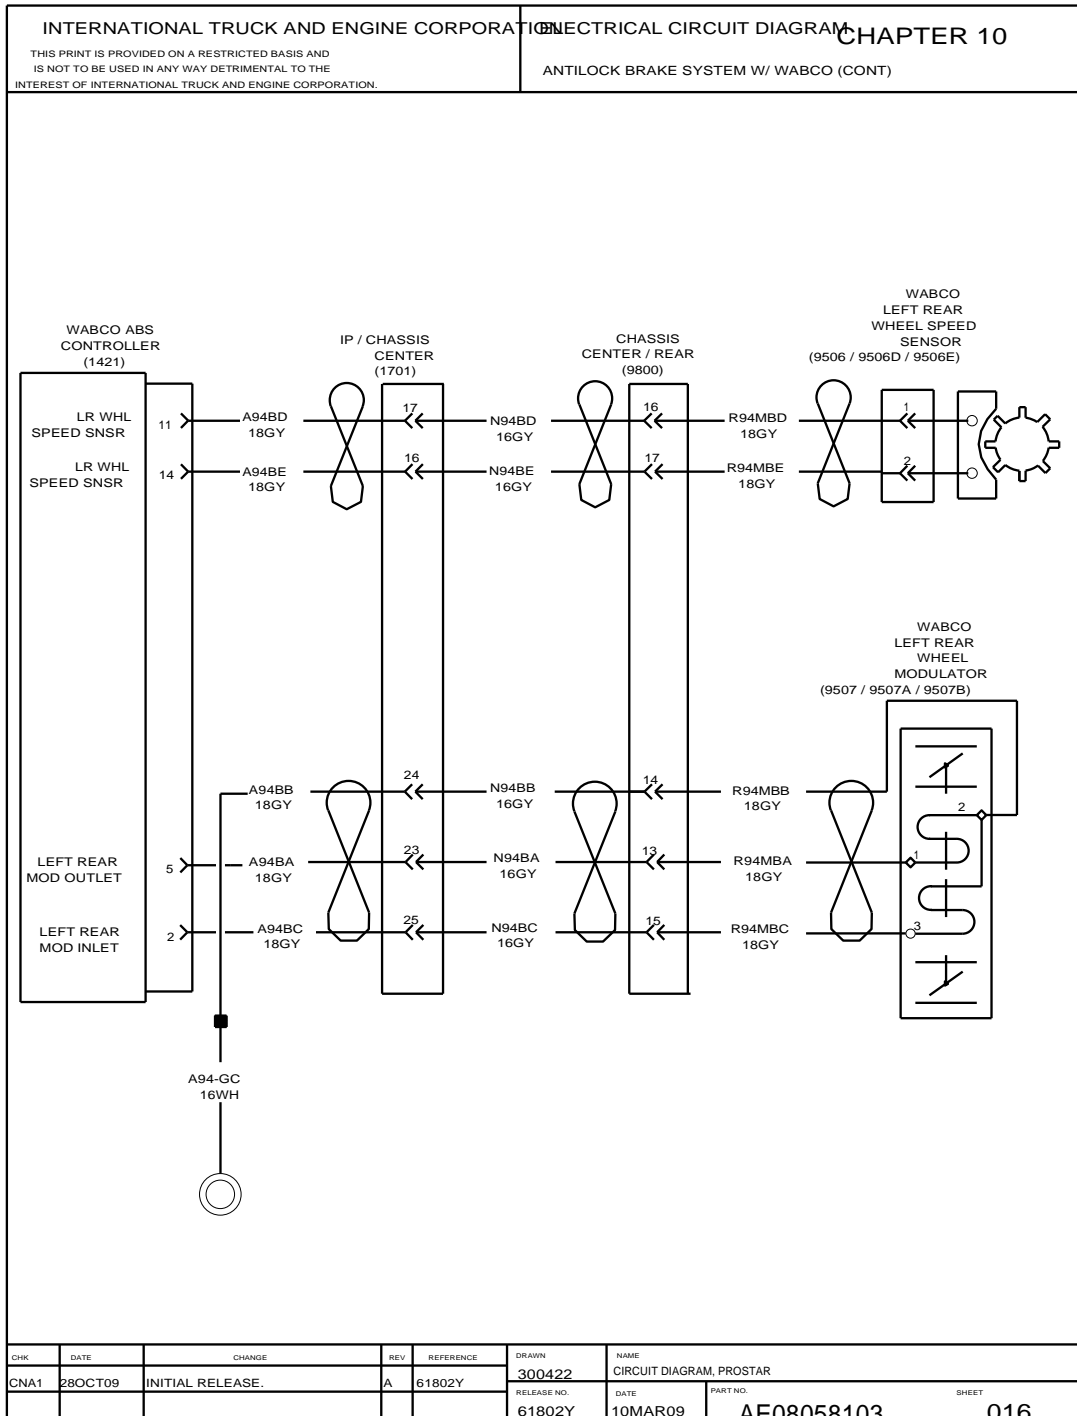 INTERNATIONAL TRUCK AND ENGINE CORPORATION
THIS PRINT IS PROVIDED ON A RESTRICTED BASIS AND
IS NOT TO BE USED IN ANY WAY DETRIMENTAL TO THE
INTEREST OF INTERNATIONAL TRUCK AND ENGINE CORPORATION.
ELECTRICAL CIRCUIT DIAGRAM
CHAPTER 10
ANTILOCK BRAKE SYSTEM W/ WABCO (CONT)
WABCO ABS
CONTROLLER
(1421)
IP / CHASSIS
CENTER
(1701)
CHASSIS
CENTER / REAR
(9800)
WABCO
LEFT REAR
WHEEL SPEED
SENSOR
(9506 / 9506D / 9506E)
LR WHL
SPEED SNSR
11
A94BD
18GY
17
N94BD
16GY
16
R94MBD
18GY
1
LR WHL
SPEED SNSR
14
A94BE
18GY
16
N94BE
16GY
17
R94MBE
18GY
2
WABCO
LEFT REAR
WHEEL
MODULATOR
(9507 / 9507A / 9507B)
A94BB
18GY
24
N94BB
16GY
14
R94MBB
18GY
2
LEFT REAR
MOD OUTLET
5
A94BA
18GY
23
N94BA
16GY
13
R94MBA
18GY
1
LEFT REAR
MOD INLET
2
A94BC
18GY
25
N94BC
16GY
15
R94MBC
18GY
3
A94-GC
16WH
CHK DATE CHANGE REV REFERENCE
CNA1 28OCT09 INITIAL RELEASE. A 61802Y
DRAWN
300422
NAME
CIRCUIT DIAGRAM, PROSTAR
RELEASE NO.
61802Y
DATE
10MAR09
PART NO.
AE08058103
SHEET
016